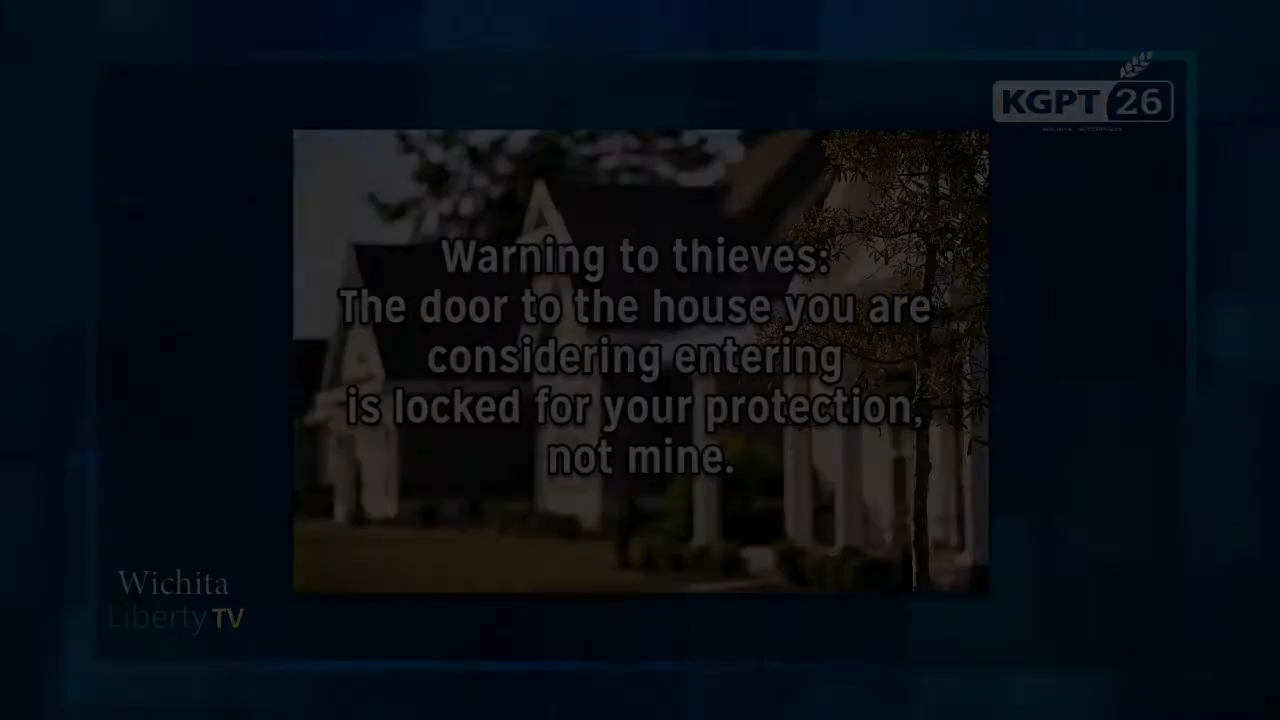 KGPT 26
Warning to thieves:
The door to the house you are
considering entering
is locked for your protection,
not mine.
Wichita
Liberty TV